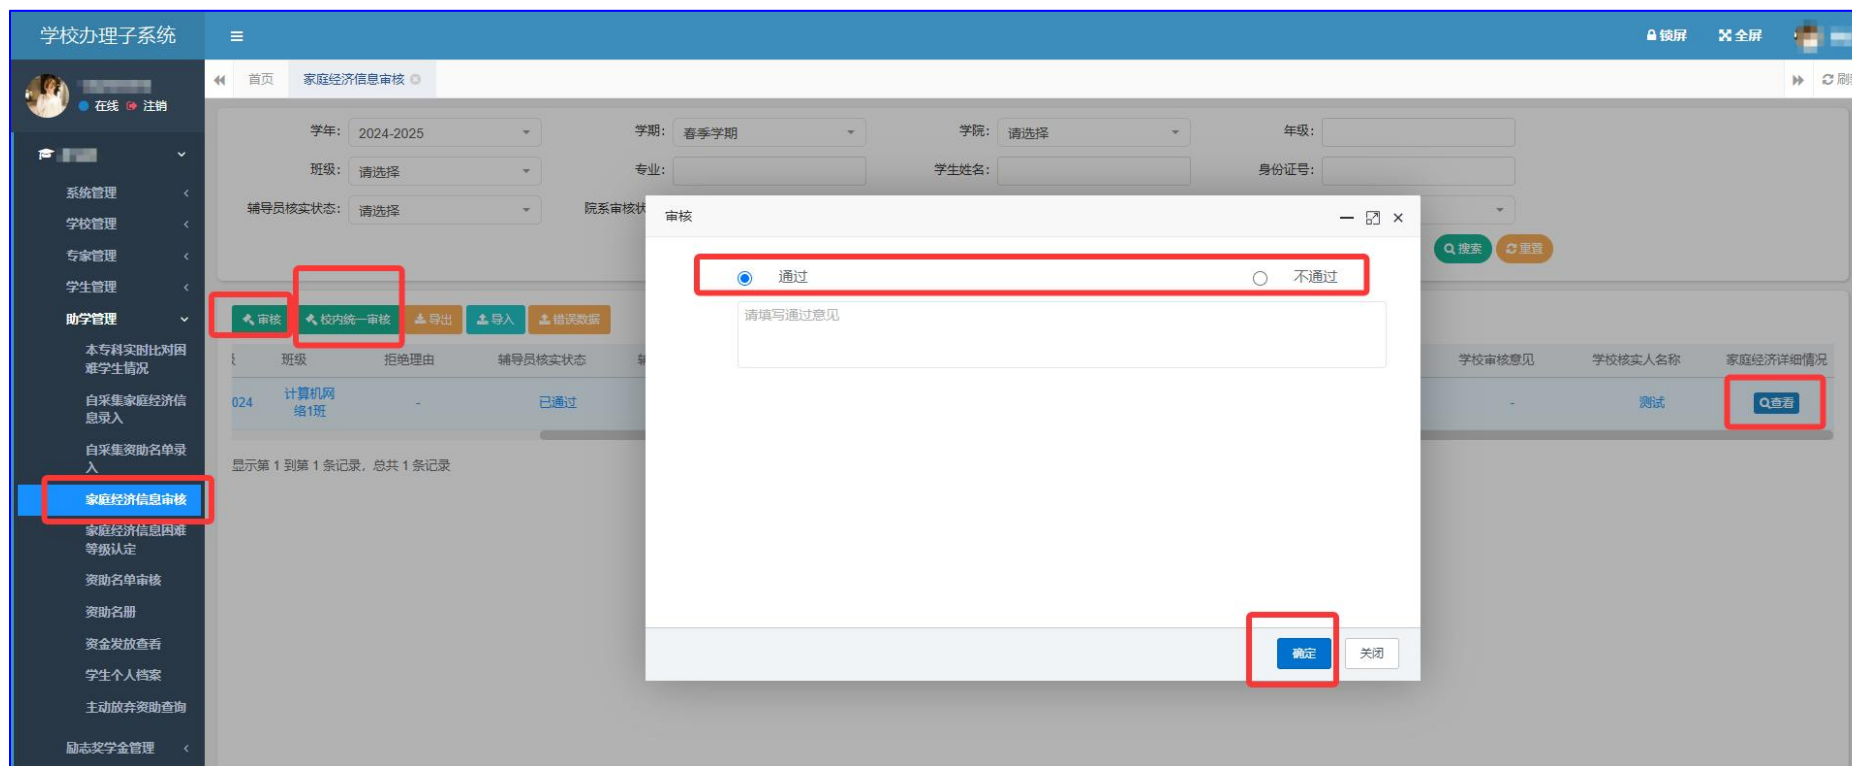 学校办理子系统
锁屏 全屏
在线 注销
首页 家庭经济信息审核
学年: 2024-2025 学期: 春季学期 学院: 请选择 年级:
班级: 请选择 专业: 学生姓名: 身份证号:
辅导员核实状态: 请选择 院系审核状
搜索 重置
系统管理
学校管理
专家管理
学生管理
助学管理
本专科实时比对困
难学生情况
自采集家庭经济信
息录入
自采集资助名单录
入
家庭经济信息审核
家庭经济信息困难
等级认定
资助名单审核
资助名册
资金发放查看
学生个人档案
主动放弃资助查询
励志奖学金管理
审核 校内统一审核 导出 导入 错误数据
班级 拒绝理由 辅导员核实状态 学校审核意见 学校核实人名称 家庭经济详细情况
024 计算机网 - 已通过 - 测试 查看
络1班
显示第 1 到第 1 条记录，总共 1 条记录
审核
通过 不通过
请填写通过意见
确定 关闭